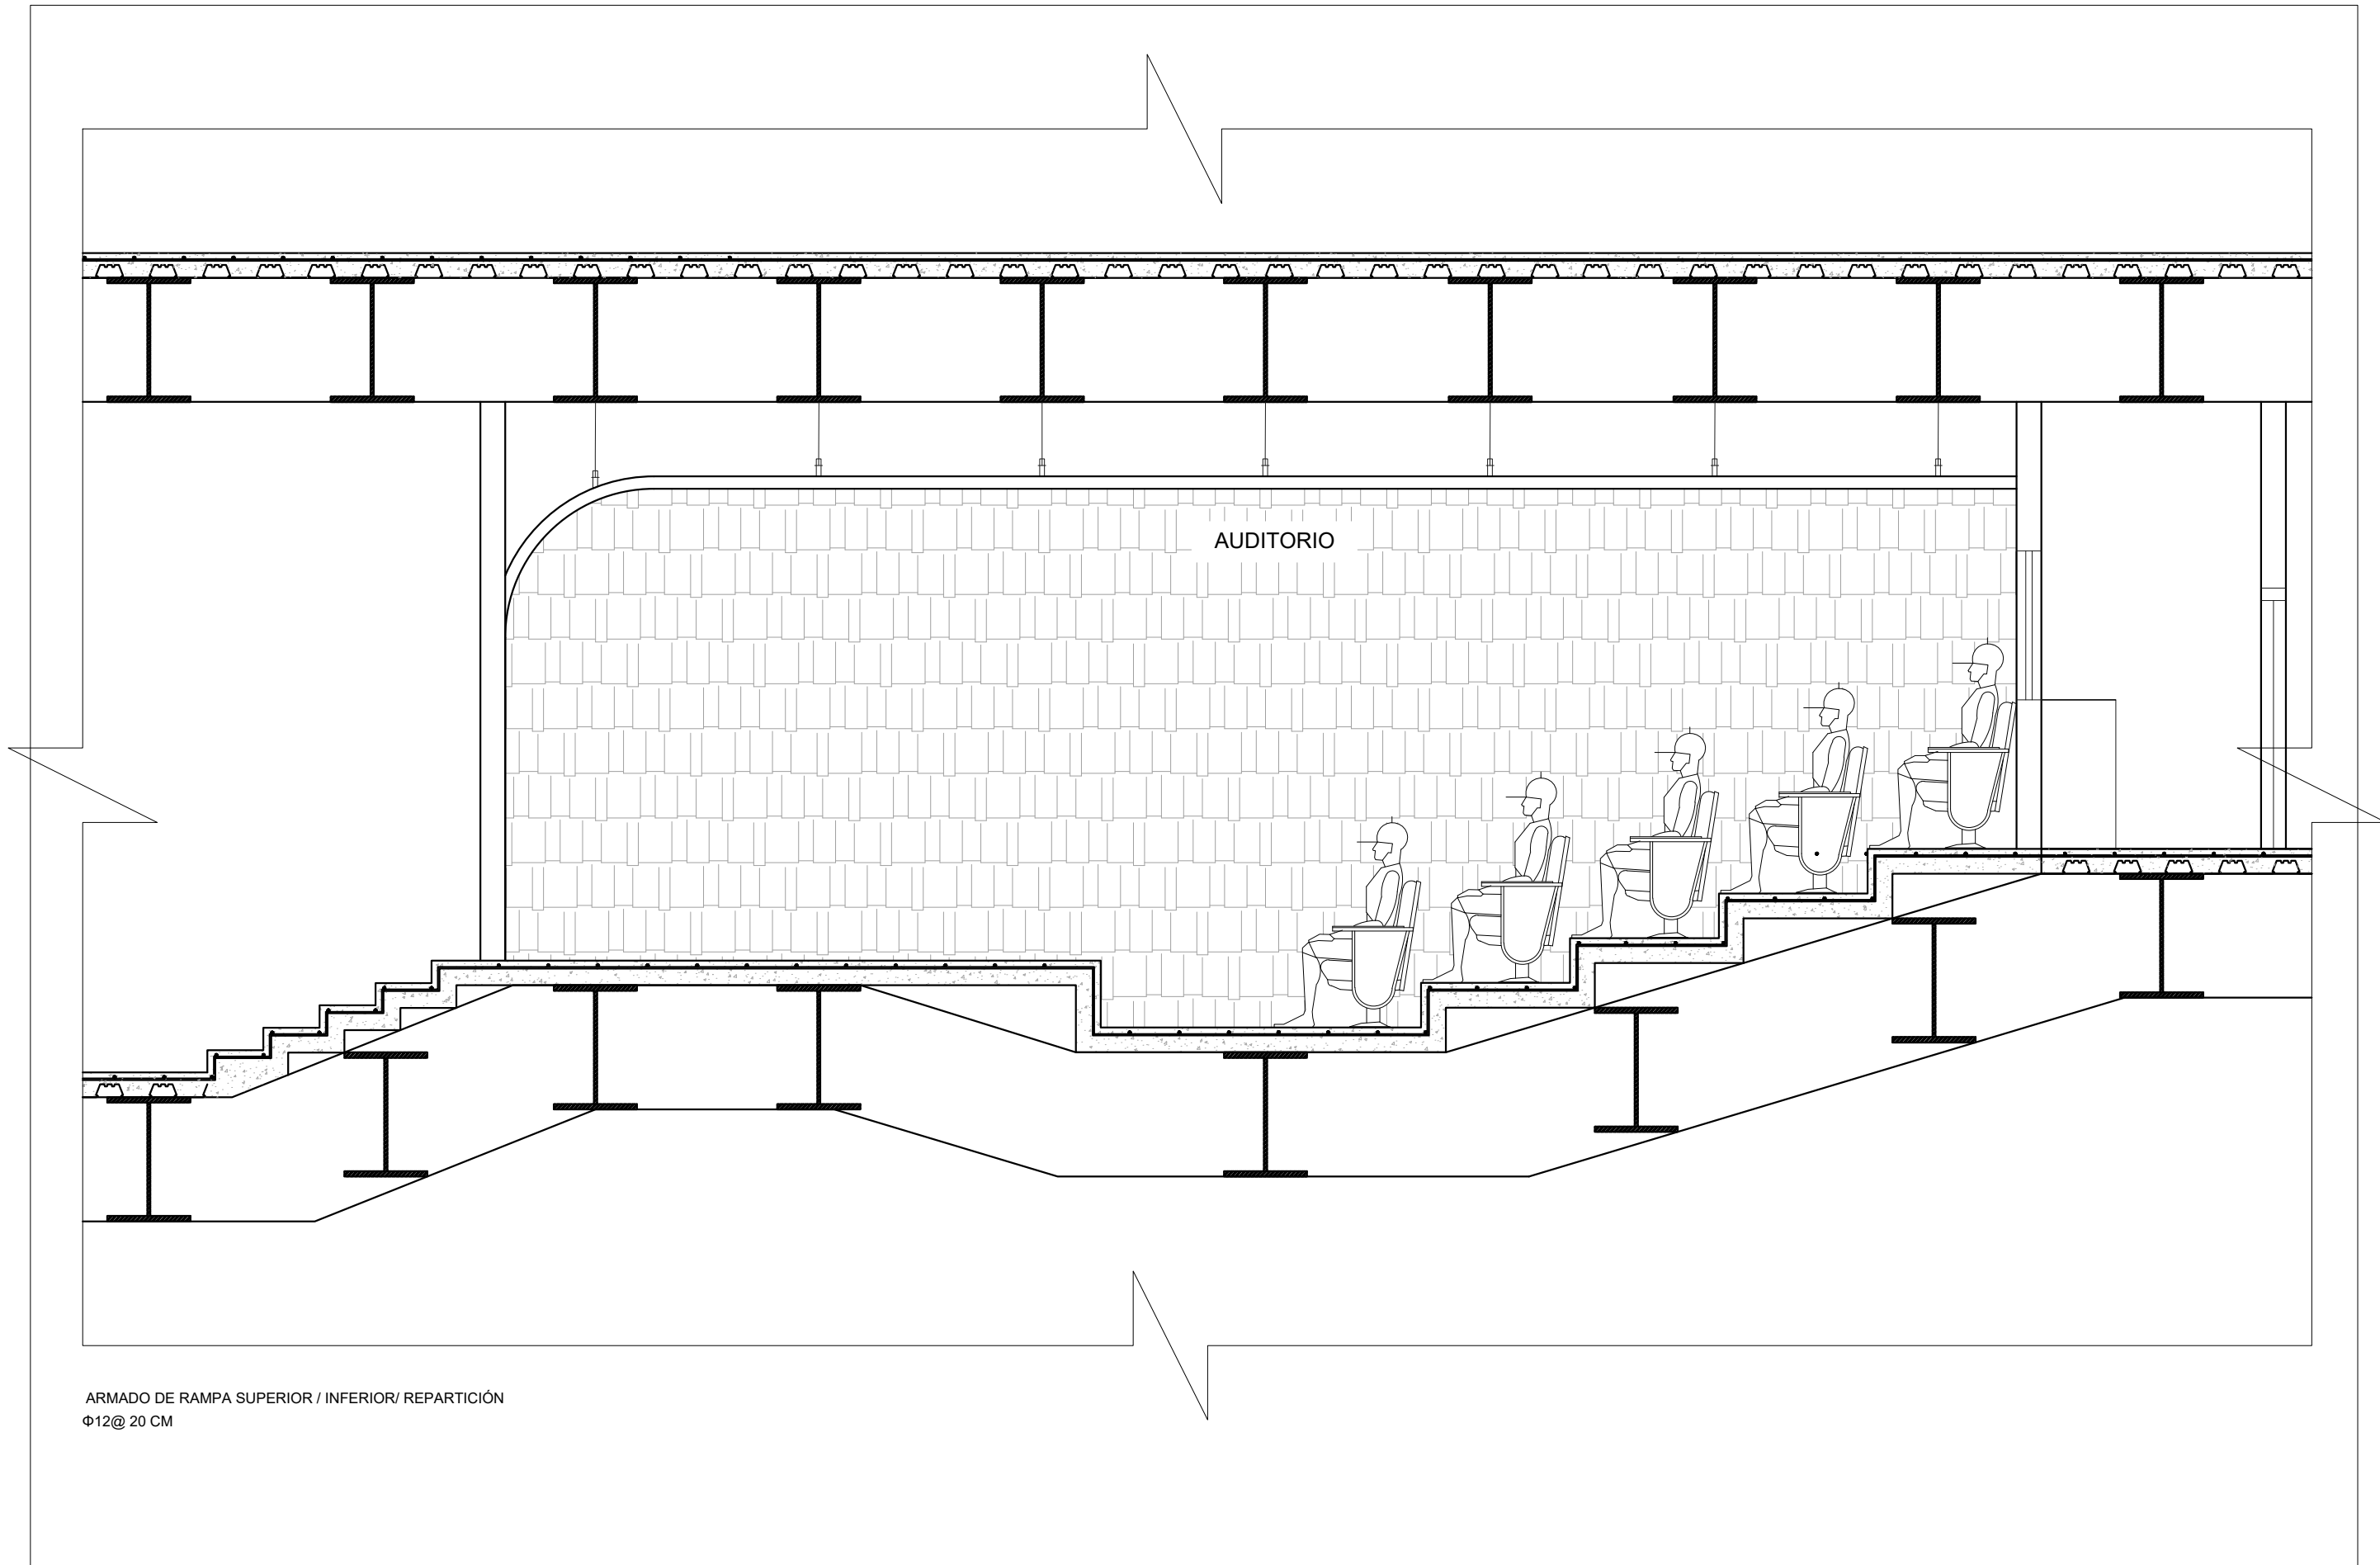 AUDITORIO
ARMADO DE RAMPA SUPERIOR / INFERIOR/ REPARTICIÓN
Φ12@ 20 CM